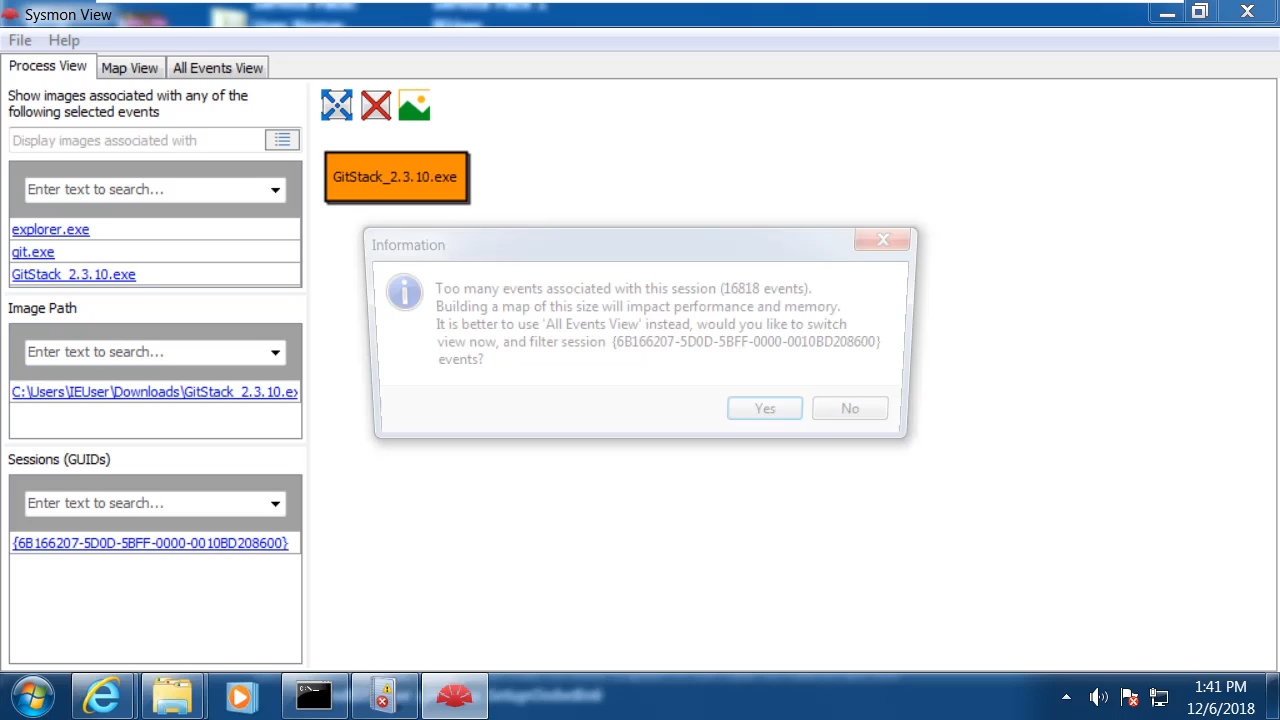 Sysmon View
File Help
Process View Map View All Events View
Show images associated with any of the
following selected events
Display images associated with
Enter text to search...
explorer.exe
git.exe
GitStack_2.3.10.exe
Image Path
Enter text to search...
C:\Users\IEUser\Downloads\GitStack_2.3.10.ex
Sessions (GUIDs)
Enter text to search...
{6B166207-5D0D-5BFF-0000-0010BD208600}
GitStack_2.3.10.exe
Information
Too many events associated with this session (16818 events).
Building a map of this size will impact performance and memory.
It is better to use 'All Events View' instead, would you like to switch
view now, and filter session {6B166207-5D0D-5BFF-0000-0010BD208600}
events?
Yes No
1:41 PM
12/6/2018